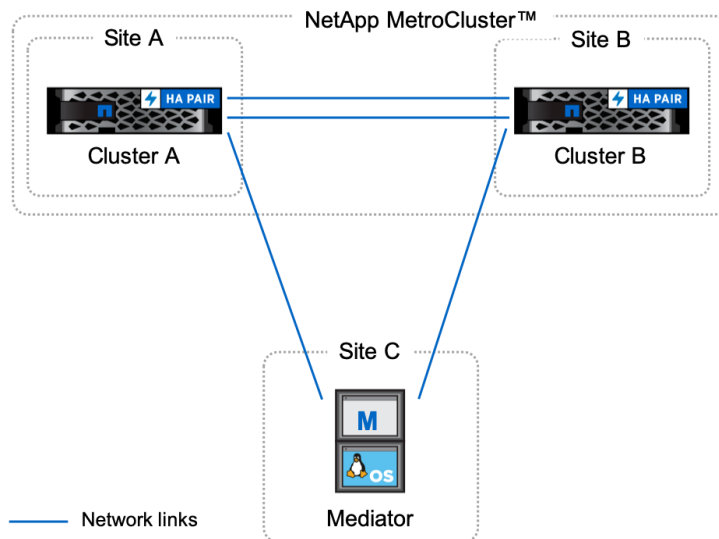 NetApp MetroCluster™
Site A
Site B
HA PAIR
HA PAIR
Cluster A
Cluster B
Site C
M
OS
Network links
Mediator